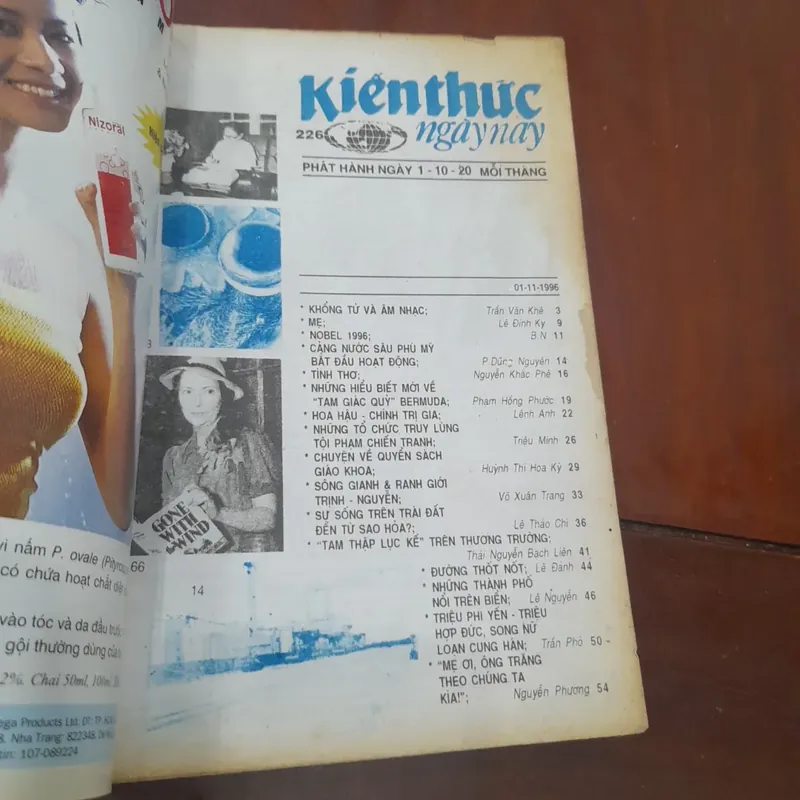 Nizoral
vi nấm P. ovale
có chứa hoạt chất
vào tóc và da đầu
gội thường dùng
2%. Chai 50ml, 100ml
Products Ltd.
Nha Trang: 822348.
107-089224
66
Kiến thức
ngày nay
226
PHÁT HÀNH NGÀY 1 - 10 - 20 MỖI THÁNG
01-11-1996
* KHỔNG TỬ VÀ ÂM NHẠC; Trần Văn Khê 3
* MẸ; Lê Đình Kỵ 9
* NOBEL 1996; B.N 11
* CẢNG NƯỚC SÂU PHÚ MỸ
BẮT ĐẦU HOẠT ĐỘNG; P.Dũng Nguyên 14
* TÌNH THƠ; Nguyễn Khắc Phê 16
* NHỮNG HIỂU BIẾT MỚI VỀ
"TAM GIÁC QUỶ" BERMUDA; Phạm Hồng Phước 19
* HOA HẬU - CHÍNH TRỊ GIA; Lệnh Anh 22
* NHỮNG TỔ CHỨC TRUY LÙNG
TỘI PHẠM CHIẾN TRANH; Triệu Minh 26
* CHUYỆN VỀ QUYỂN SÁCH
GIÁO KHOA; Huỳnh Thị Hoa Kỳ 29
* SÔNG GIANH & RANH GIỚI
TRỊNH - NGUYỄN; Võ Xuân Trang 33
* SỰ SỐNG TRÊN TRÁI ĐẤT
ĐẾN TỪ SAO HỎA?; Lê Thảo Chi 36
* "TAM THẬP LỤC KẾ" TRÊN THƯƠNG TRƯỜNG;
Thái Nguyễn Bạch Liên 41
* ĐƯỜNG THỐT NỐT; Lê Đánh 44
* NHỮNG THÀNH PHỐ
NỔI TRÊN BIỂN; Lê Nguyễn 46
* TRIỆU PHI YẾN - TRIỆU
HỢP ĐỨC, SONG NỮ
LOẠN CUNG HÁN; Trần Phò 50
* "MẸ ƠI, ÔNG TRĂNG
THEO CHÚNG TA
KÌA!"; Nguyễn Phương 54
GONE
WITH
WIND
14